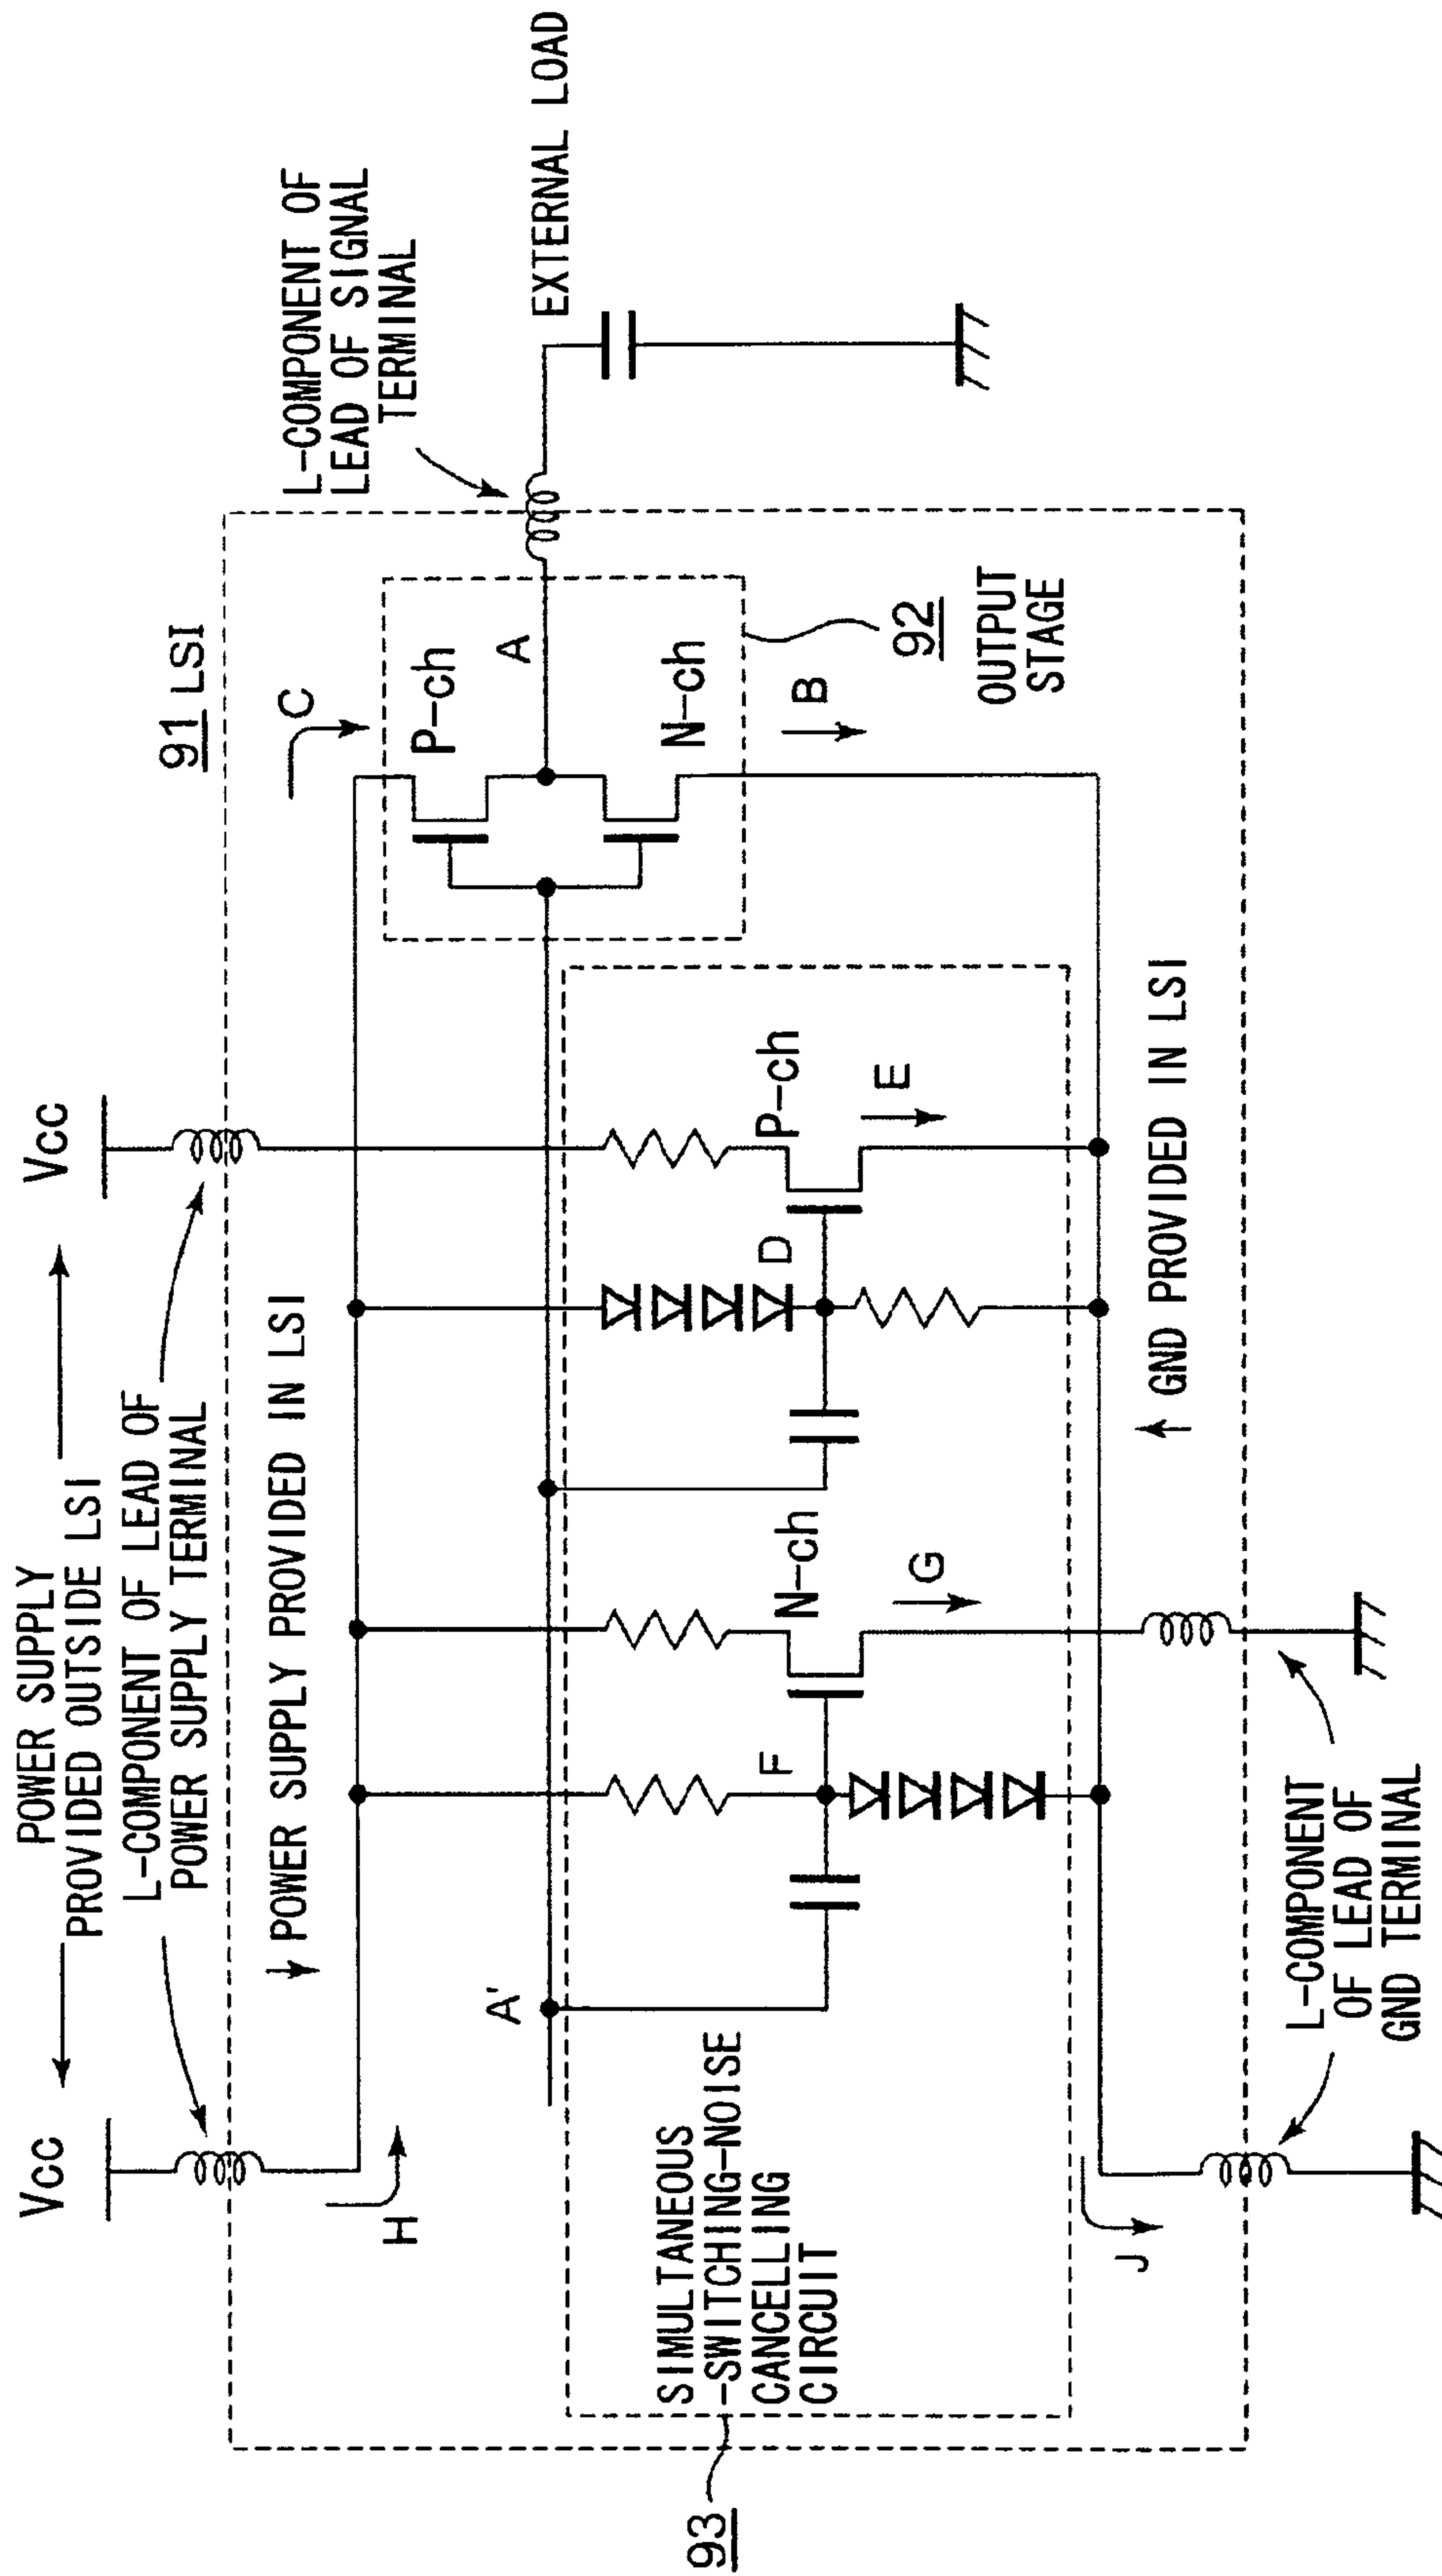 Vcc
POWER SUPPLY
PROVIDED OUTSIDE LSI
Vcc
L-COMPONENT OF LEAD OF
POWER SUPPLY TERMINAL
91 LSI
L-COMPONENT OF
LEAD OF SIGNAL
TERMINAL
EXTERNAL LOAD
POWER SUPPLY PROVIDED IN LSI
H
C
A'
A
P-ch
N-ch
B
92
OUTPUT
STAGE
F
N-ch
G
D
P-ch
E
SIMULTANEOUS
-SWITCHING-NOISE
CANCELLING
CIRCUIT
93
J
GND PROVIDED IN LSI
L-COMPONENT
OF LEAD OF
GND TERMINAL